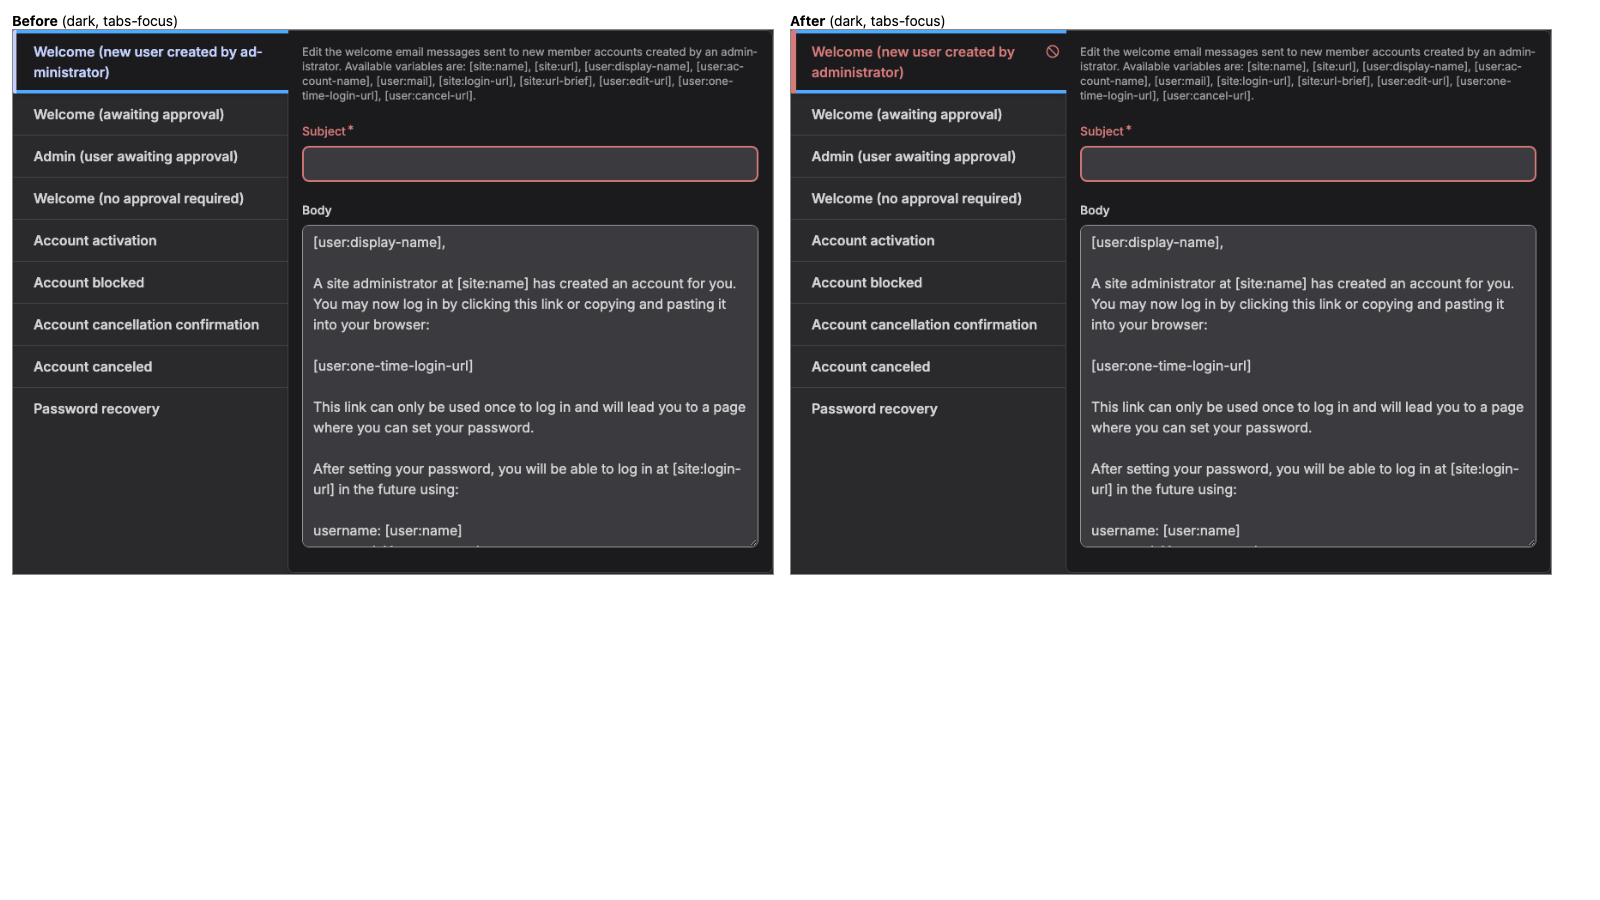 Before (dark, tabs-focus)
Welcome (new user created by ad-
ministrator)
Welcome (awaiting approval)
Admin (user awaiting approval)
Welcome (no approval required)
Account activation
Account blocked
Account cancellation confirmation
Account canceled
Password recovery
Edit the welcome email messages sent to new member accounts created by an admin-
istrator. Available variables are: [site:name], [site:url], [user:display-name], [user:ac-
count-name], [user:mail], [site:login-url], [site:url-brief], [user:edit-url], [user:one-
time-login-url], [user:cancel-url].
Subject*
Body
[user:display-name],
A site administrator at [site:name] has created an account for you.
You may now log in by clicking this link or copying and pasting it
into your browser:
[user:one-time-login-url]
This link can only be used once to log in and will lead you to a page
where you can set your password.
After setting your password, you will be able to log in at [site:login-
url] in the future using:
username: [user:name]
After (dark, tabs-focus)
Welcome (new user created by
administrator)
Welcome (awaiting approval)
Admin (user awaiting approval)
Welcome (no approval required)
Account activation
Account blocked
Account cancellation confirmation
Account canceled
Password recovery
Edit the welcome email messages sent to new member accounts created by an admin-
istrator. Available variables are: [site:name], [site:url], [user:display-name], [user:ac-
count-name], [user:mail], [site:login-url], [site:url-brief], [user:edit-url], [user:one-
time-login-url], [user:cancel-url].
Subject*
Body
[user:display-name],
A site administrator at [site:name] has created an account for you.
You may now log in by clicking this link or copying and pasting it
into your browser:
[user:one-time-login-url]
This link can only be used once to log in and will lead you to a page
where you can set your password.
After setting your password, you will be able to log in at [site:login-
url] in the future using:
username: [user:name]